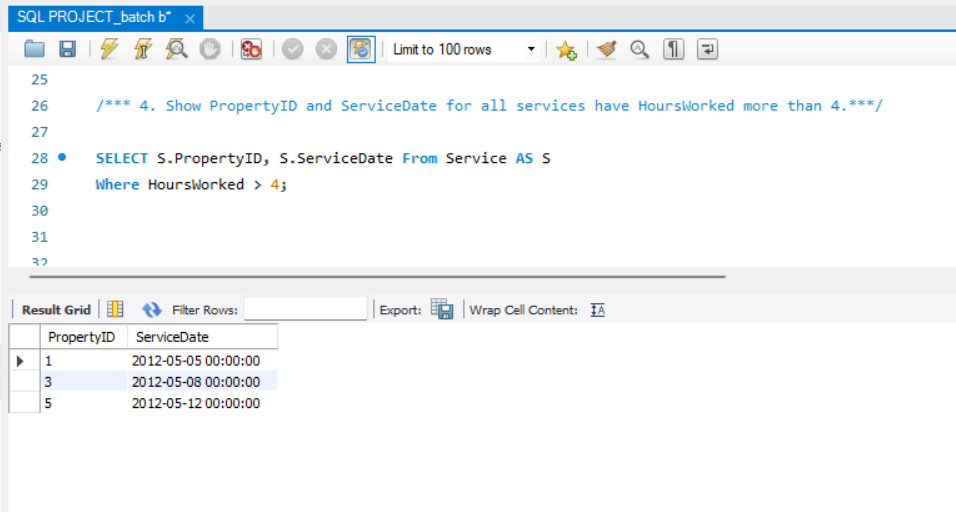 SQL PROJECT_batch b*
Limit to 100 rows
25
26 /*** 4. Show PropertyID and ServiceDate for all services have HoursWorked more than 4.***/
27
28 SELECT S.PropertyID, S.ServiceDate From Service AS S
29 Where HoursWorked > 4;
30
31
32
Result Grid Filter Rows: Export: Wrap Cell Content:
PropertyID ServiceDate
1 2012-05-05 00:00:00
3 2012-05-08 00:00:00
5 2012-05-12 00:00:00